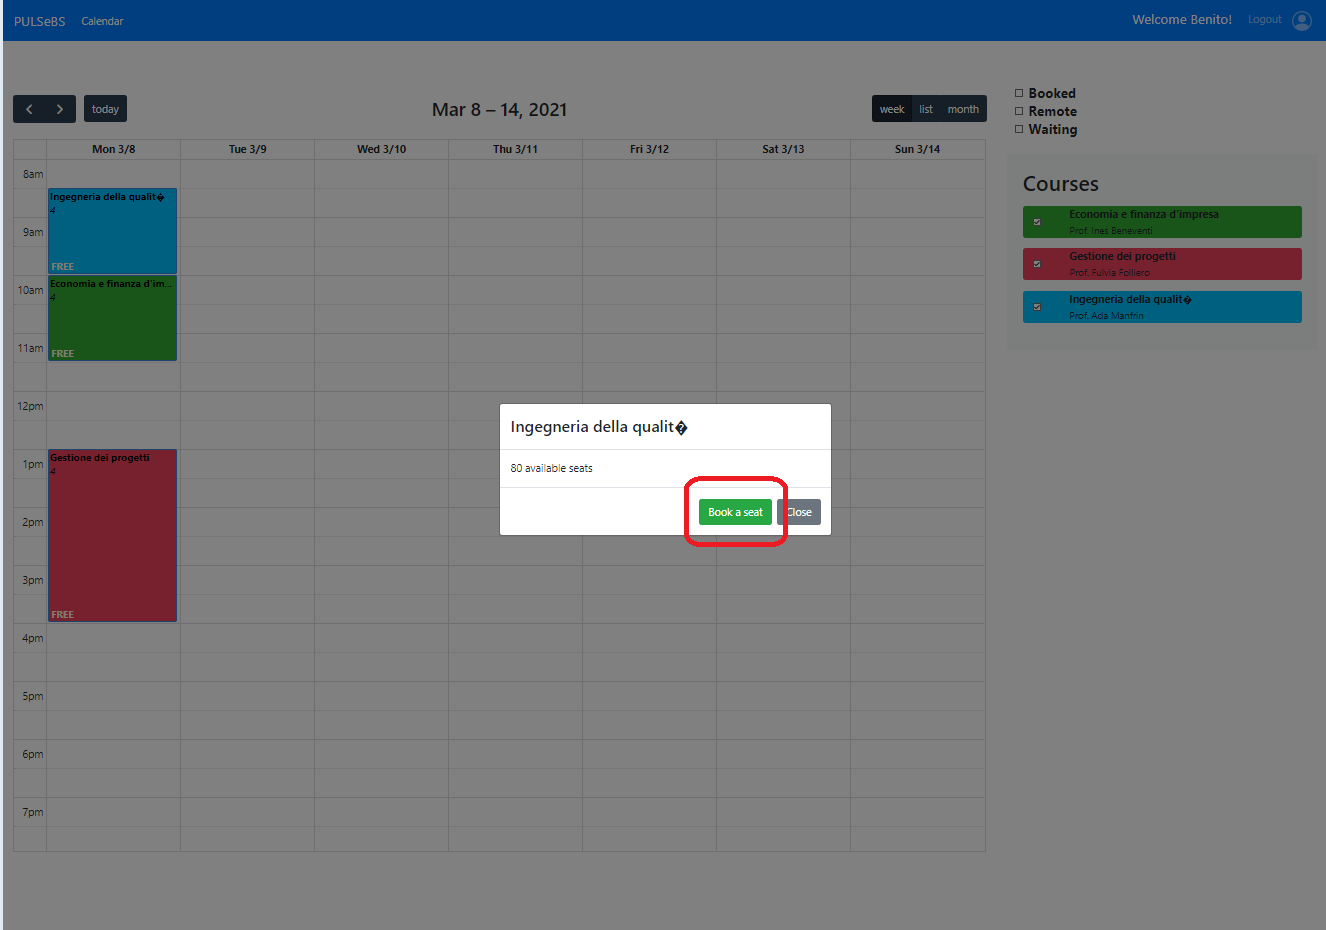 PULSeBS Calendar Welcome Benito! Logout
today Mar 8 – 14, 2021 week list month
Booked
Remote
Waiting
Mon 3/8 Tue 3/9 Wed 3/10 Thu 3/11 Fri 3/12 Sat 3/13 Sun 3/14
8am
Ingegneria della qualit�
4
9am
FREE
10am
Economia e finanza d'im...
4
11am
FREE
12pm
1pm
Gestione dei progetti
4
2pm
3pm
FREE
4pm
5pm
6pm
7pm
Courses
Economia e finanza d'impresa
Prof. Ines Beneventi
Gestione dei progetti
Prof. Fulvia Folliero
Ingegneria della qualit�
Prof. Ada Manfrin
Ingegneria della qualit�
80 available seats
Book a seat Close